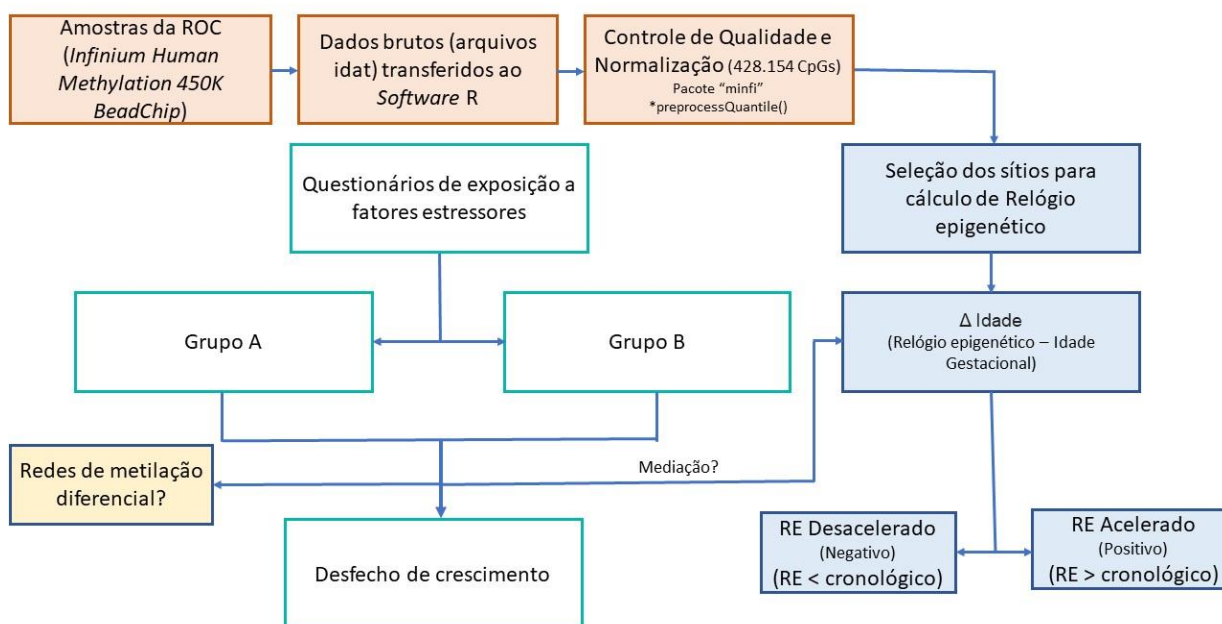 Amostras da ROC
(Infinium Human
Methylation 450K
BeadChip)
Dados brutos (arquivos
idat) transferidos ao
Software R
Controle de Qualidade e
Normalização (428.154 CpGs)
Pacote “minfi”
*preprocessQuantile()
Questionários de exposição a
fatores estressores
Seleção dos sítios para
cálculo de Relógio
epigenético
Grupo A
Grupo B
Δ Idade
(Relógio epigenético – Idade
Gestacional)
Redes de metilação
diferencial?
Mediação?
Desfecho de crescimento
RE Desacelerado
(Negativo)
(RE < cronológico)
RE Acelerado
(Positivo)
(RE > cronológico)